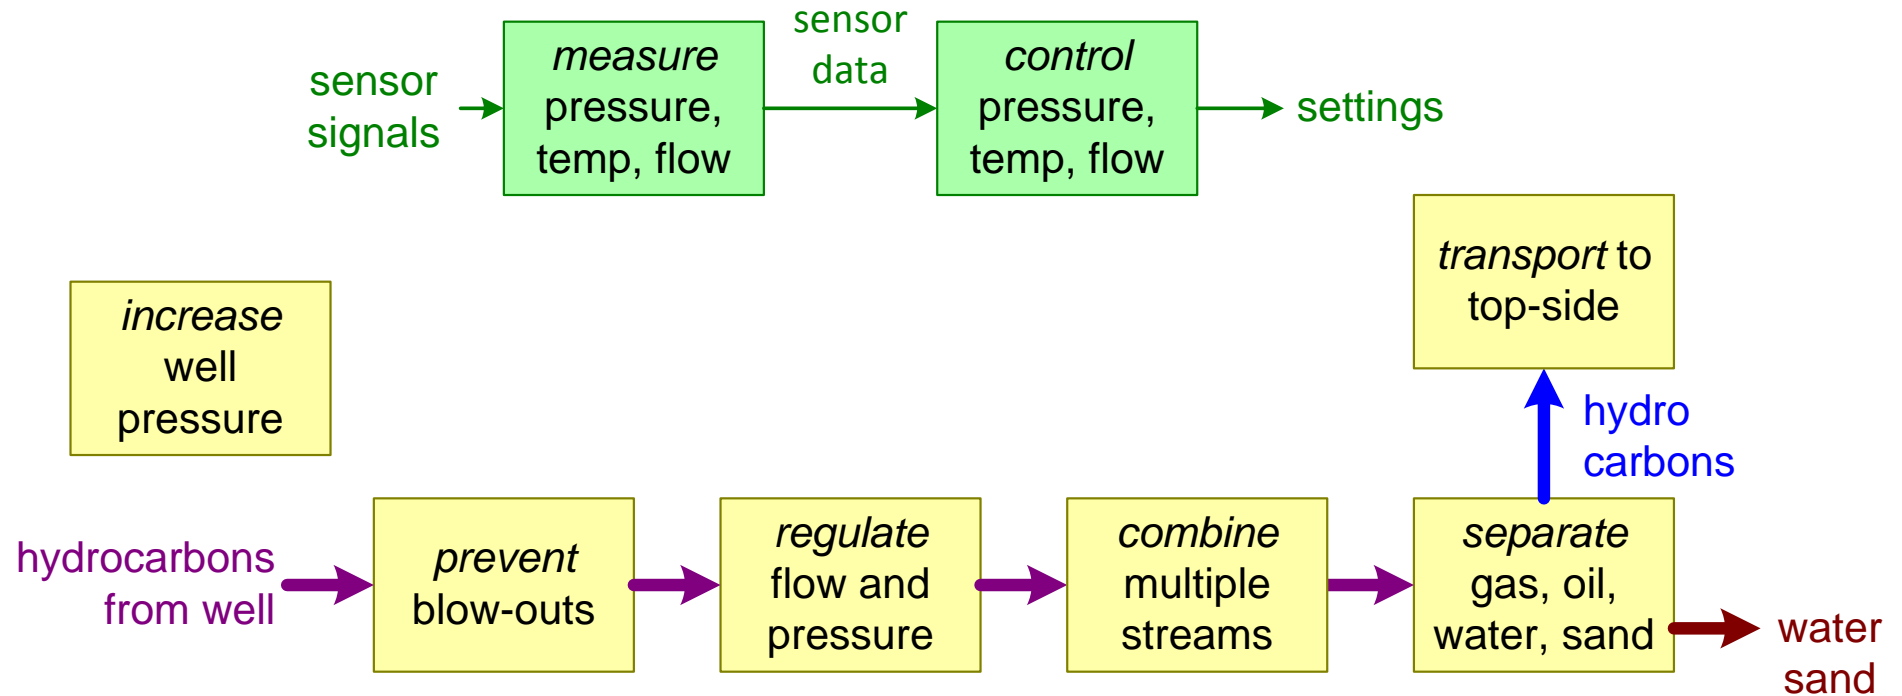 sensor
signals
measure
pressure,
temp, flow
sensor
data
control
pressure,
temp, flow
settings
transport to
top-side
increase
well
pressure
hydro
carbons
hydrocarbons
from well
prevent
blow-outs
regulate
flow and
pressure
combine
multiple
streams
separate
gas, oil,
water, sand
water
sand